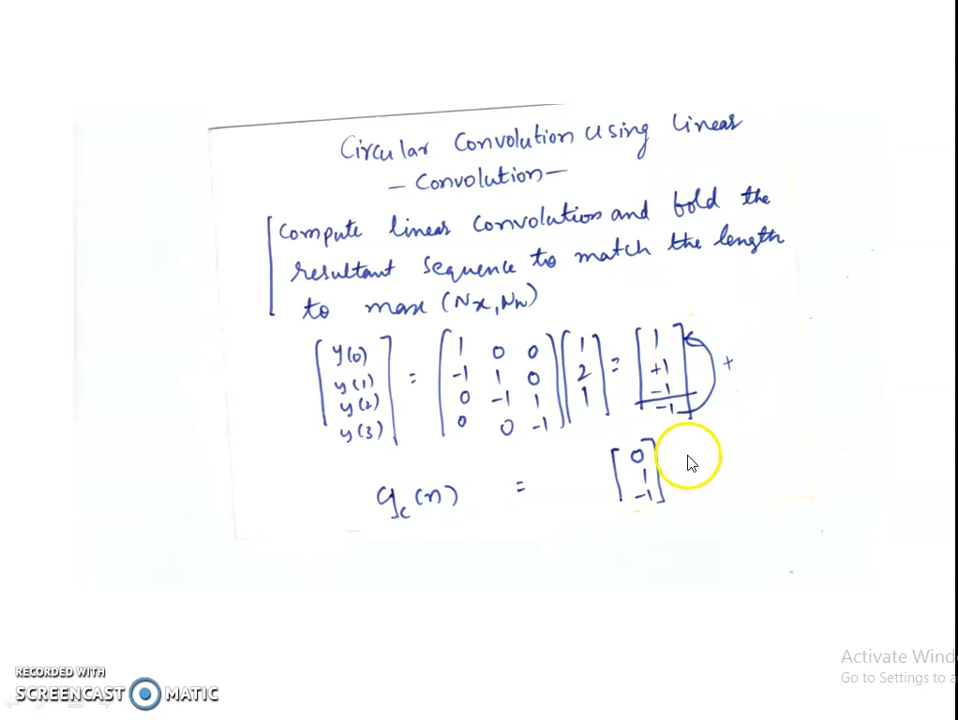 Circular Convolution using linear
- Convolution -
Compute linear convolution and fold the
resultant sequence to match the length
to max (Nx, Nh)
[y(0) y(1) y(2) y(3)] = [1 0 0 -1 1 0 0 -1 1 0 0 -1] [1 2 1] = [1 +1 -1 -1] +
yc(n) = [0 1 -1]
Activate Wind
Go to Settings to a
RECORDED WITH
SCREENCAST MATIC